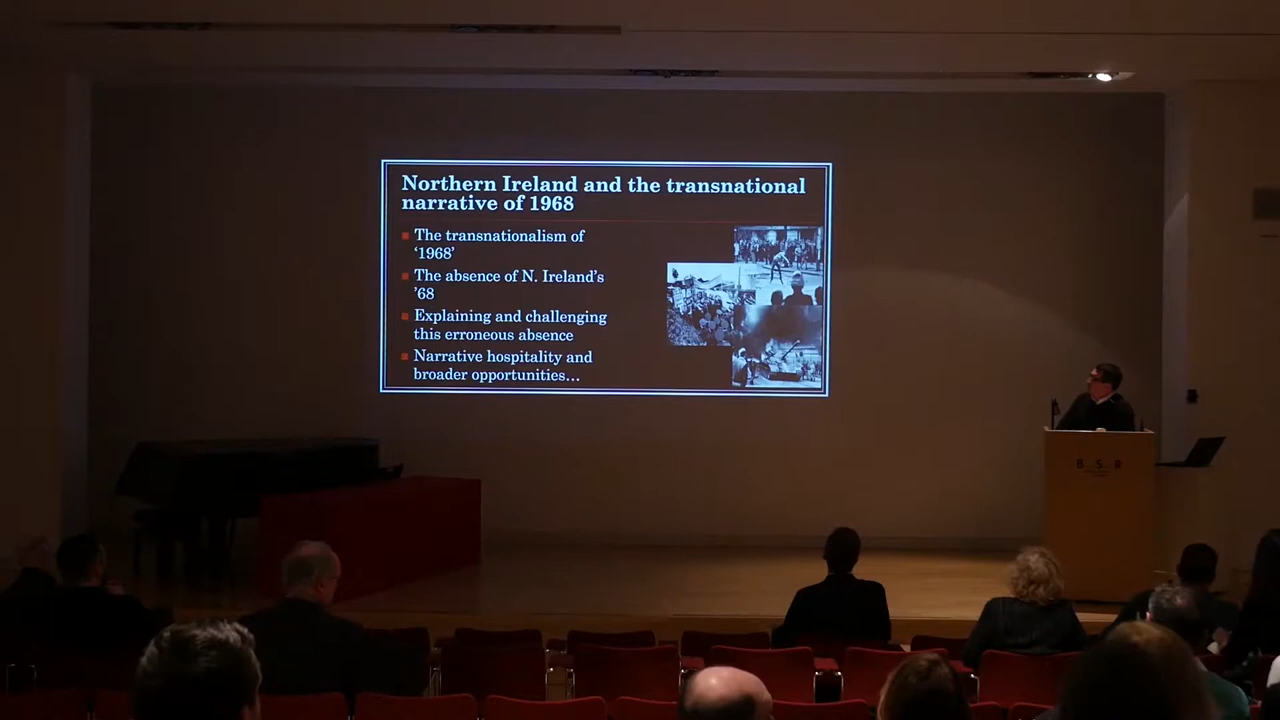 Northern Ireland and the transnational
narrative of 1968
The transnationalism of
‘1968’
The absence of N. Ireland’s
’68
Explaining and challenging
this erroneous absence
Narrative hospitality and
broader opportunities...
B S R